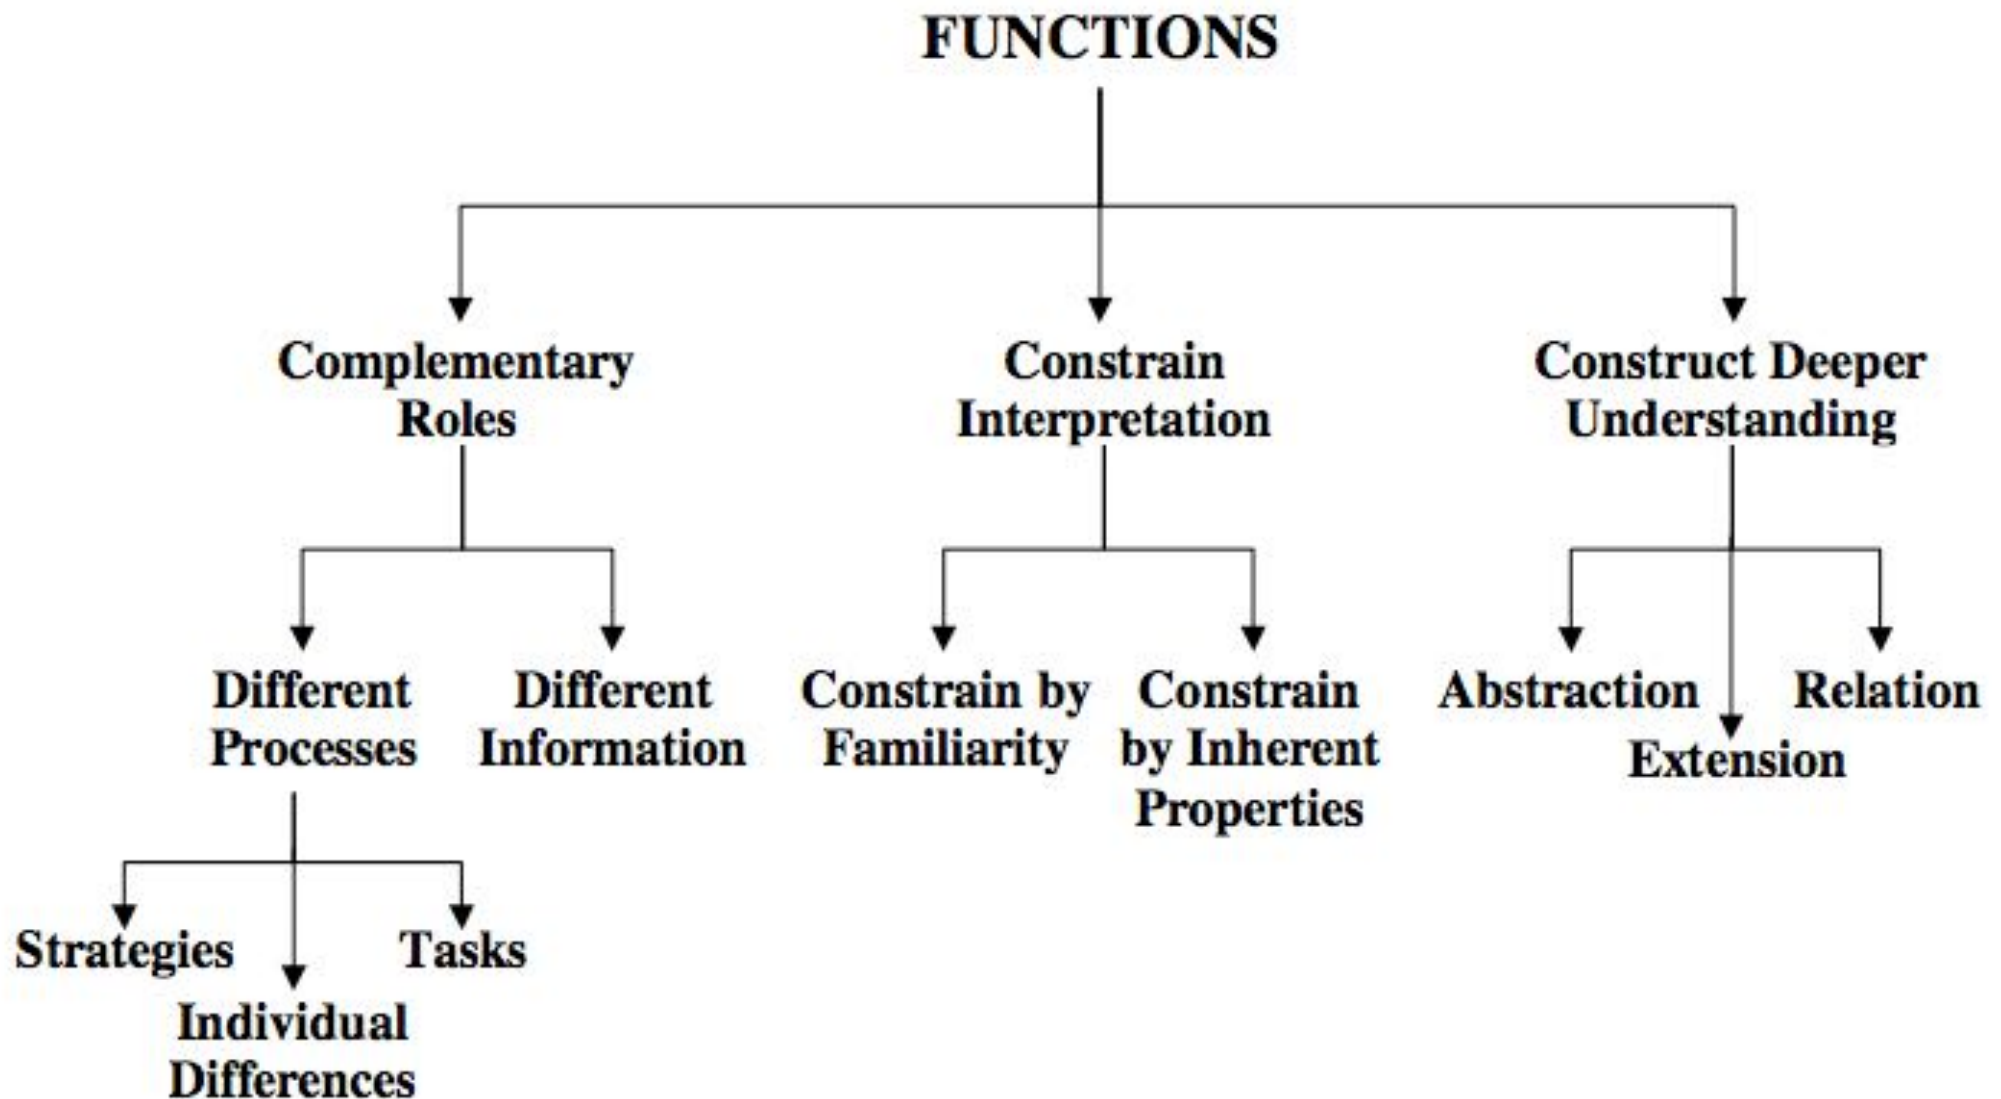 FUNCTIONS
Complementary
Roles
Constrain
Interpretation
Construct Deeper
Understanding
Different
Processes
Different
Information
Constrain by
Familiarity
Constrain
by Inherent
Properties
Abstraction
Extension
Relation
Strategies
Individual
Differences
Tasks